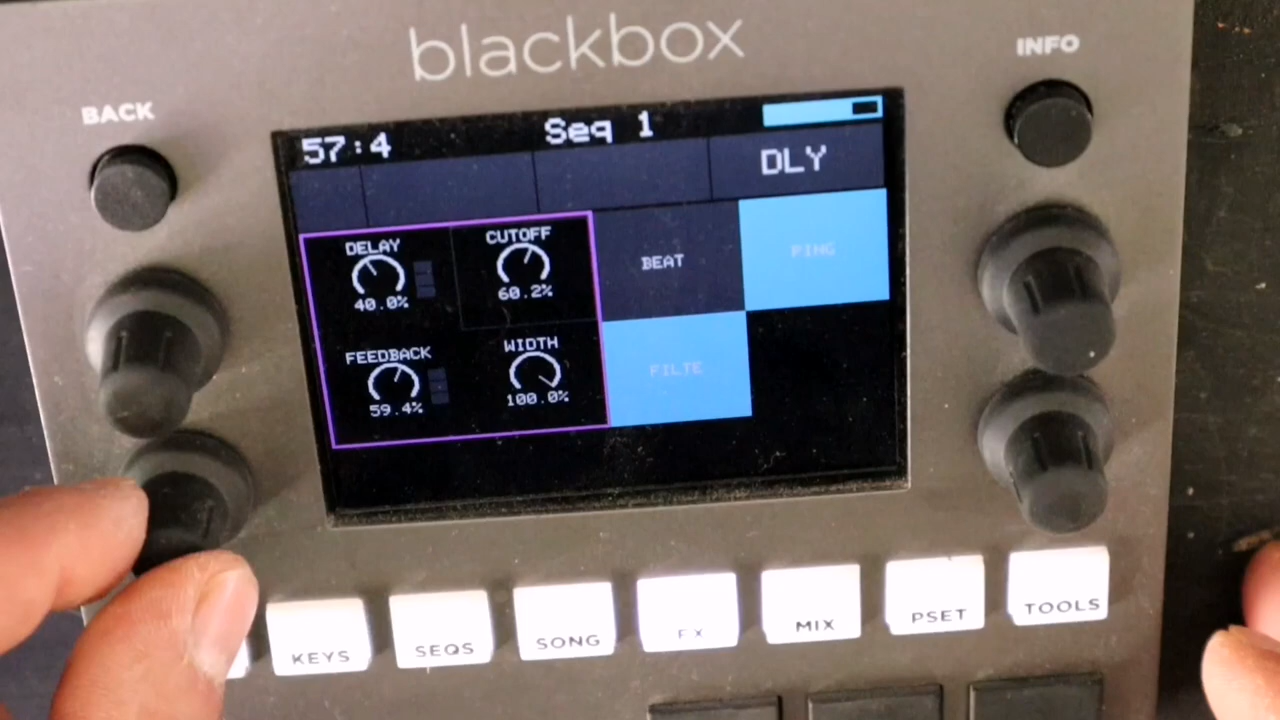 blackbox
INFO
BACK
57:4 Seq 1
DLY
DELAY CUTOFF
40.0% 60.2%
BEAT PING
FEEDBACK WIDTH
59.4% 100.0%
FILTE
KEYS SEQS SONG FX MIX PSET TOOLS